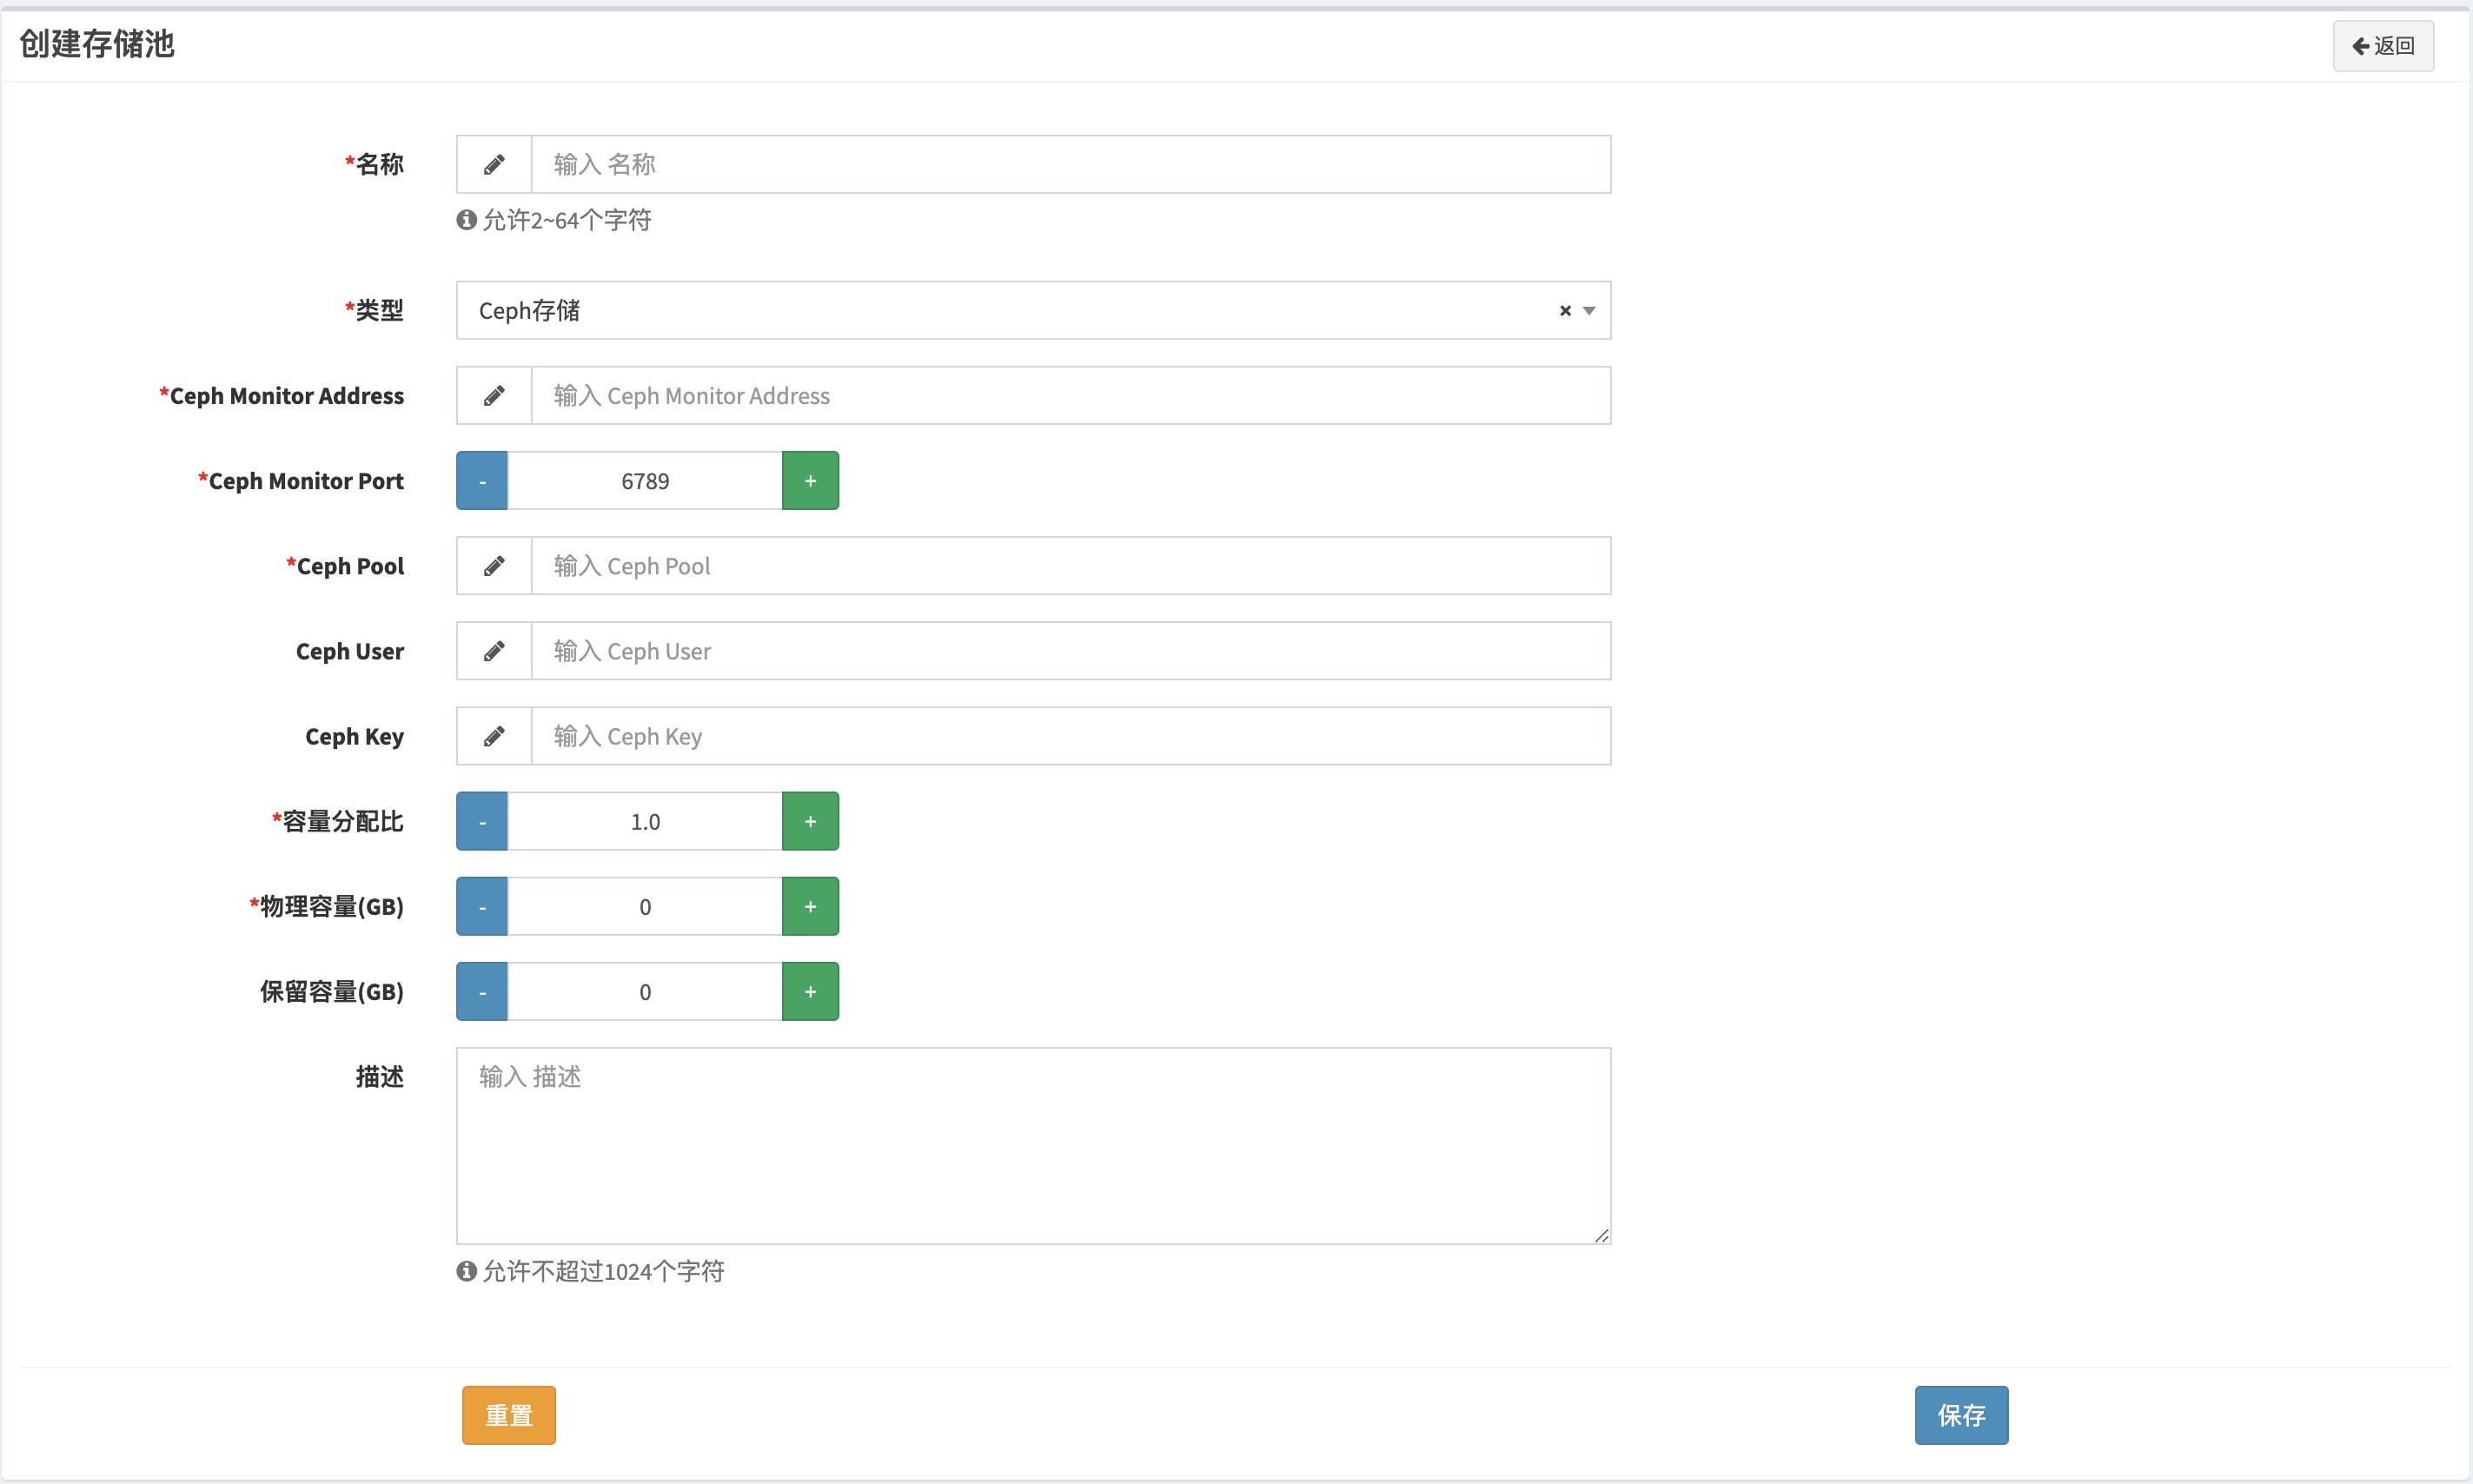 创建存储池
返回
*名称
输入 名称
允许2~64个字符
*类型
Ceph存储
*Ceph Monitor Address
输入 Ceph Monitor Address
*Ceph Monitor Port
- 6789 +
*Ceph Pool
输入 Ceph Pool
Ceph User
输入 Ceph User
Ceph Key
输入 Ceph Key
*容量分配比
- 1.0 +
*物理容量(GB)
- 0 +
保留容量(GB)
- 0 +
描述
输入 描述
允许不超过1024个字符
重置
保存